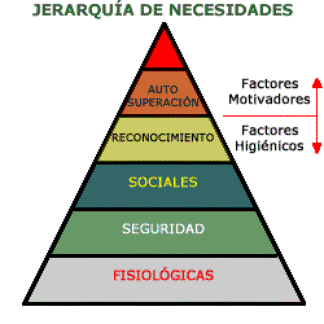 JERARQUÍA DE NECESIDADES
AUTO
SUPERACIÓN
Factores
Motivadores
RECONOCIMIENTO
Factores
Higiénicos
SOCIALES
SEGURIDAD
FISIOLÓGICAS